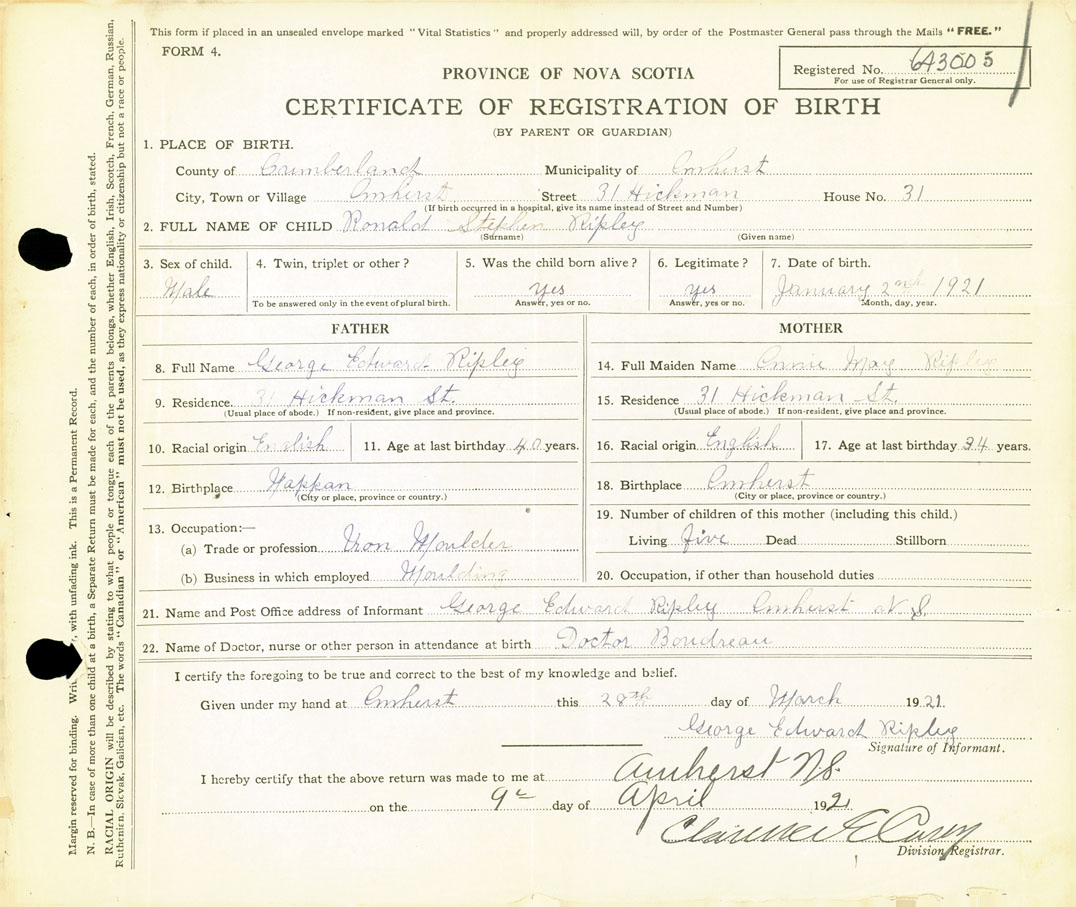 This form if placed in an unsealed envelope marked "Vital Statistics" and properly addressed will, by order of the Postmaster General pass through the Mails "FREE."
FORM 4.
Registered No. 643505
For use of Registrar General only.
PROVINCE OF NOVA SCOTIA
CERTIFICATE OF REGISTRATION OF BIRTH
(BY PARENT OR GUARDIAN)
1. PLACE OF BIRTH.
County of Cumberland Municipality of Amherst
City, Town or Village Amherst Street 31 Hickman House No. 31
(If birth occurred in a hospital, give its name instead of Street and Number)
2. FULL NAME OF CHILD Ronald Stephen Ripley
(Surname) (Given name)
3. Sex of child. 4. Twin, triplet or other? 5. Was the child born alive? 6. Legitimate? 7. Date of birth.
Male yes yes January 2nd 1921
To be answered only in the event of plural birth. Answer, yes or no. Answer, yes or no. Month, day, year.
FATHER
8. Full Name George Edward Ripley
9. Residence. 31 Hickman St.
(Usual place of abode.) If non-resident, give place and province.
10. Racial origin English 11. Age at last birthday 40 years.
12. Birthplace Nappan
(City or place, province or country.)
13. Occupation:—
(a) Trade or profession Iron Moulder
(b) Business in which employed Moulding
MOTHER
14. Full Maiden Name Annie May Ripley
15. Residence 31 Hickman St.
(Usual place of abode.) If non-resident, give place and province.
16. Racial origin English 17. Age at last birthday 34 years.
18. Birthplace Amherst
(City or place, province or country.)
19. Number of children of this mother (including this child.)
Living five Dead Stillborn
20. Occupation, if other than household duties
21. Name and Post Office address of Informant George Edward Ripley Amherst N.S.
22. Name of Doctor, nurse or other person in attendance at birth Doctor Boudreau
I certify the foregoing to be true and correct to the best of my knowledge and belief.
Given under my hand at Amherst this 28th day of March 1921.
George Edward Ripley
Signature of Informant.
I hereby certify that the above return was made to me at Amherst N.S.
on the 9 day of April 1921
Clarence E
Division Registrar.
Margin reserved for binding. with unfading ink. This is a Permanent Record.
N. B.—In case of more than one child at a birth, a Separate Return must be made for each, and the number of each, in order of birth, stated.
RACIAL ORIGIN will be described by stating to what people or tongue each of the parents belongs, whether English, Irish, Scotch, French, German, Russian,
Ruthenian, Slovak, Galician, etc. The words "Canadian" or "American" must not be used, as they express nationality or citizenship but not a race or people.